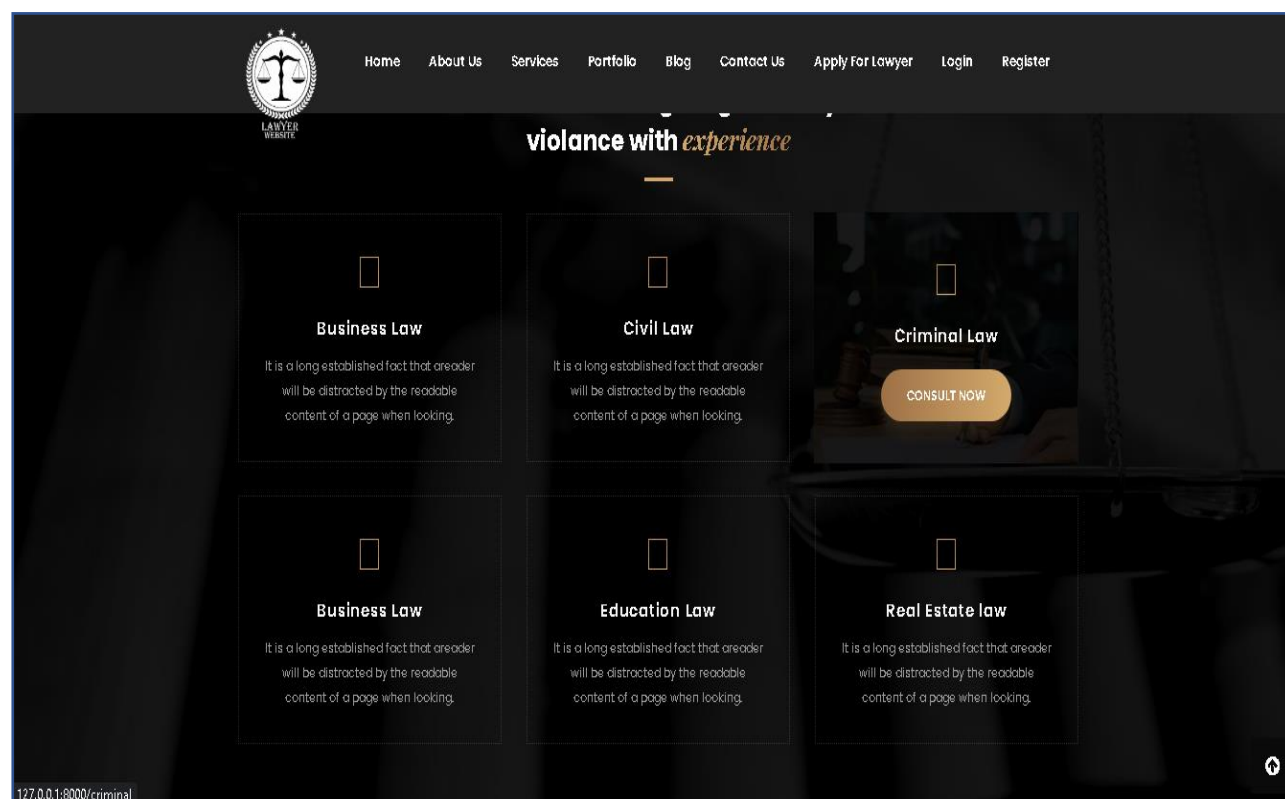 Home About Us Services Portfolio Blog Contact Us Apply For Lawyer Login Register
LAWYER
WEBSITE
violance with experience
Business Law
It is a long established fact that areader
will be distracted by the readable
content of a page when looking.
Civil Law
It is a long established fact that areader
will be distracted by the readable
content of a page when looking.
Criminal Law
CONSULT NOW
Business Law
It is a long established fact that areader
will be distracted by the readable
content of a page when looking.
Education Law
It is a long established fact that areader
will be distracted by the readable
content of a page when looking.
Real Estate law
It is a long established fact that areader
will be distracted by the readable
content of a page when looking.
127.0.0.1:8000/criminal